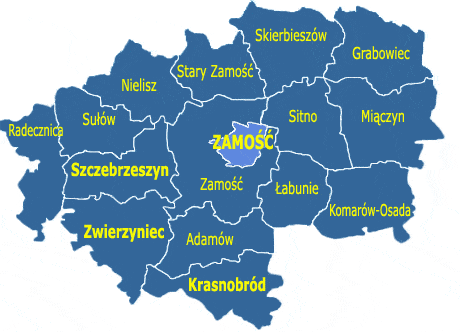 Skierbieszów
Grabowiec
Stary Zamość
Nielisz
Sułów
Sitno
Miączyn
Radecznica
ZAMOŚĆ
Szczebrzeszyn
Zamość
Łabunie
Komarów-Osada
Zwierzyniec
Adamów
Krasnobród